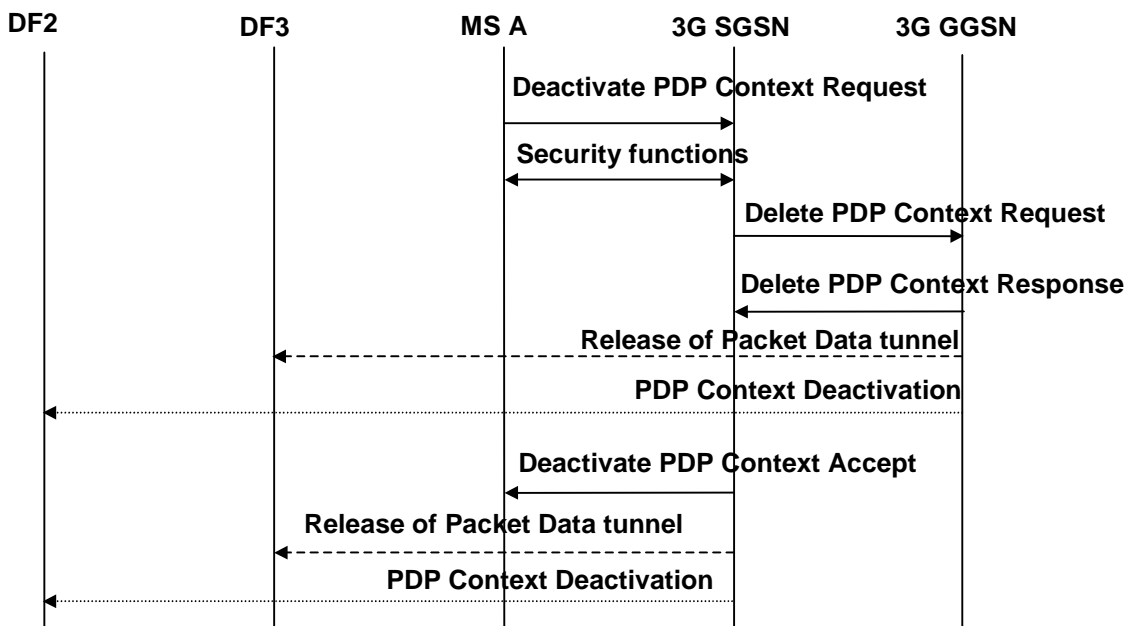 DF2 DF3 MS A 3G SGSN 3G GGSN
Deactivate PDP Context Request
Security functions
Delete PDP Context Request
Delete PDP Context Response
Release of Packet Data tunnel
PDP Context Deactivation
Deactivate PDP Context Accept
Release of Packet Data tunnel
PDP Context Deactivation